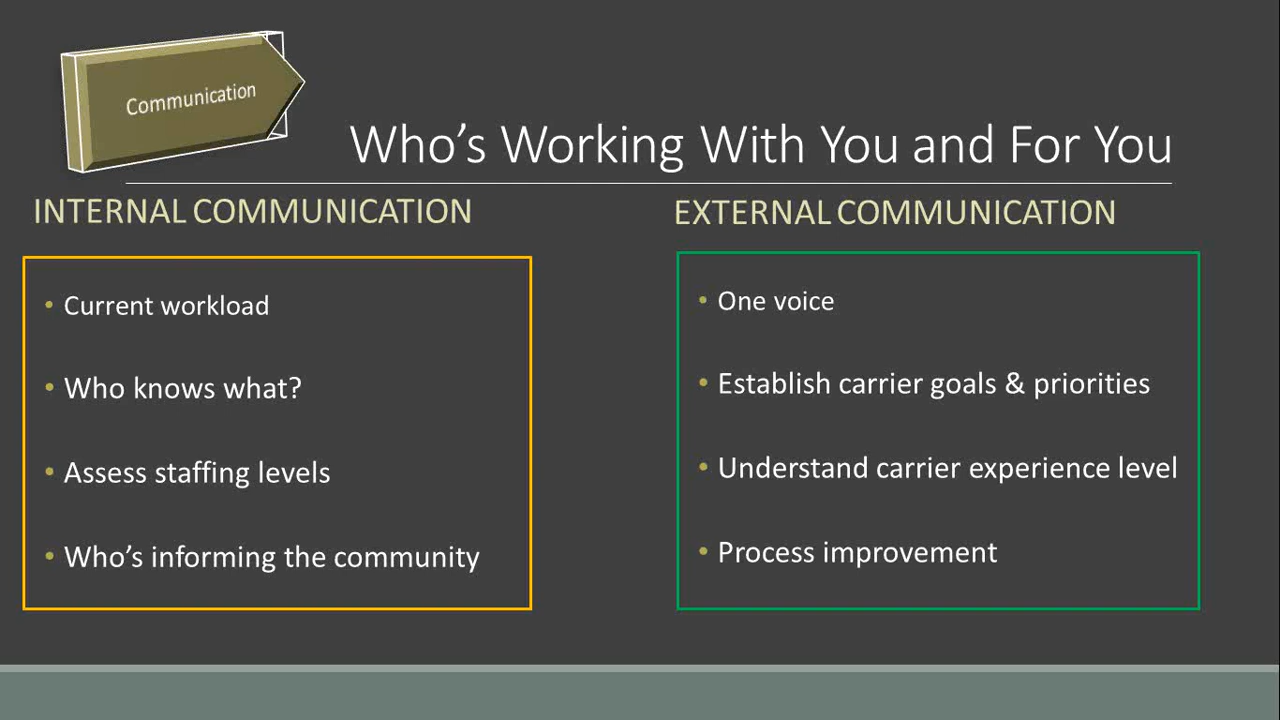 Communication
Who’s Working With You and For You
INTERNAL COMMUNICATION
• Current workload
• Who knows what?
• Assess staffing levels
• Who’s informing the community
EXTERNAL COMMUNICATION
• One voice
• Establish carrier goals & priorities
• Understand carrier experience level
• Process improvement